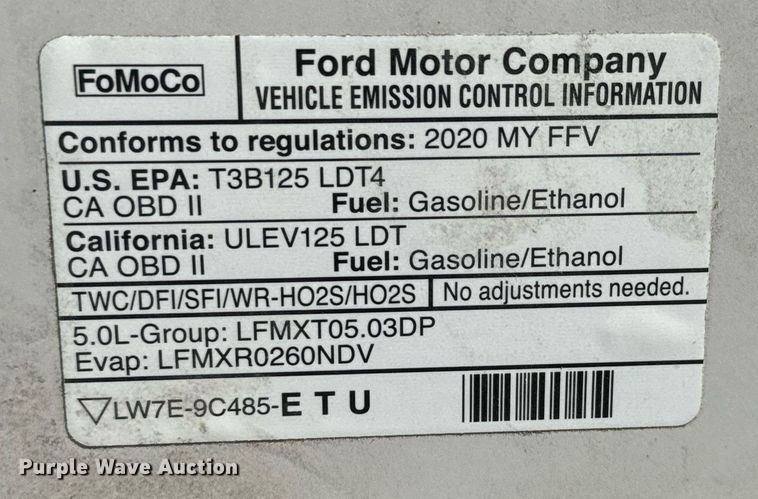 FoMoCo
Ford Motor Company
VEHICLE EMISSION CONTROL INFORMATION
Conforms to regulations: 2020 MY FFV
U.S. EPA: T3B125 LDT4
CA OBD II Fuel: Gasoline/Ethanol
California: ULEV125 LDT
CA OBD II Fuel: Gasoline/Ethanol
TWC/DFI/SFI/WR-HO2S/HO2S No adjustments needed.
5.0L-Group: LFMXT05.03DP
Evap: LFMXR0260NDV
LW7E-9C485-E T U
Purple Wave Auction